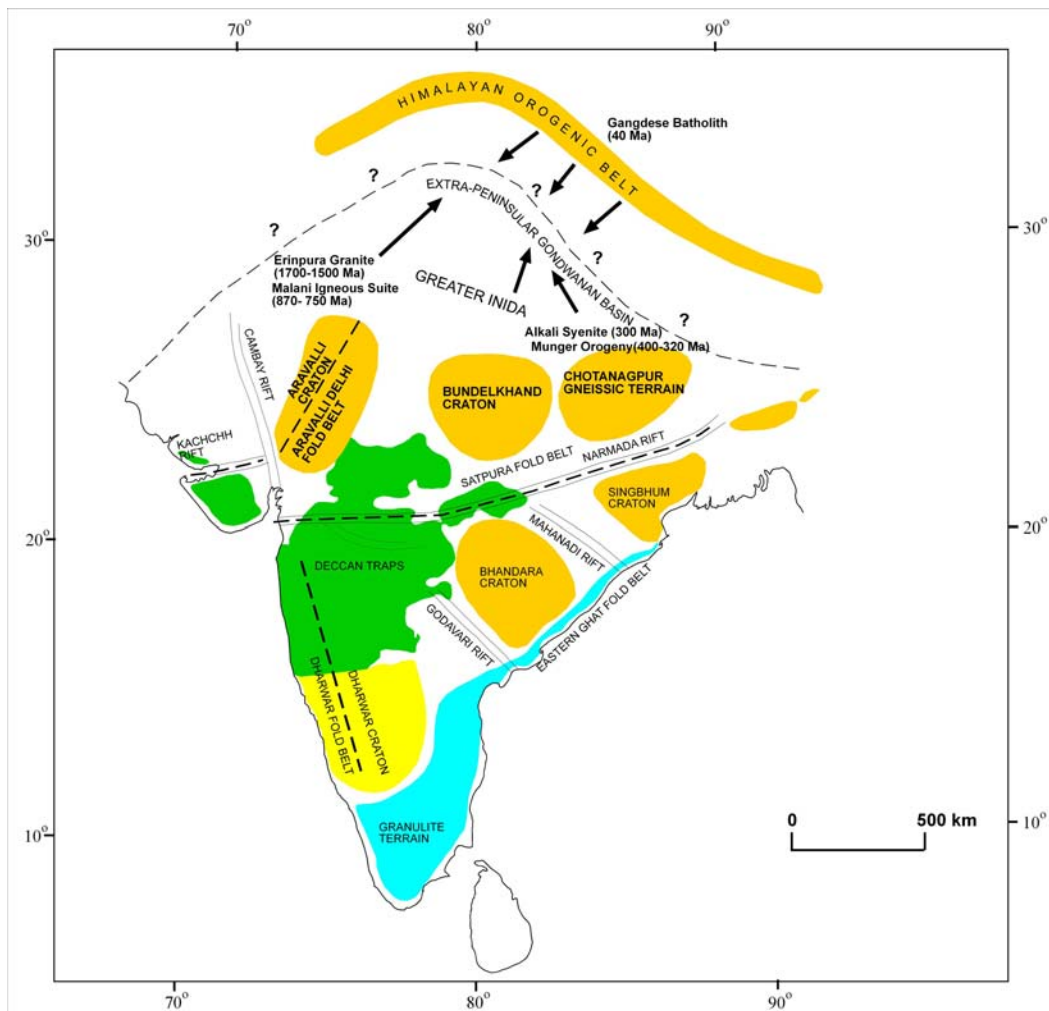 70°
80°
90°
HIMALAYAN OROGENIC BELT
Gangdese Batholith
(40 Ma)
?
?
EXTRA-PENINSULAR GONDWANAN BASIN
?
30°
30°
?
Erinpura Granite
(1700-1500 Ma)
Malani Igneous Suite
(870- 750 Ma)
GREATER INIDA
?
Alkali Syenite (300 Ma)
Munger Orogeny(400-320 Ma)
CAMBAY RIFT
ARAVALLI
CRATON
ARAVALLI DELHI
FOLD BELT
BUNDELKHAND
CRATON
CHOTANAGPUR
GNEISSIC TERRAIN
KACHCHH
RIFT
SATPURA FOLD BELT
NARMADA RIFT
SINGBHUM
CRATON
20°
20°
MAHANADI RIFT
DECCAN TRAPS
BHANDARA
CRATON
GODAVARI RIFT
EASTERN GHAT FOLD BELT
DHARWAR FOLD BELT
DHARWAR CRATON
GRANULITE
TERRAIN
0 500 km
10°
10°
70°
80°
90°